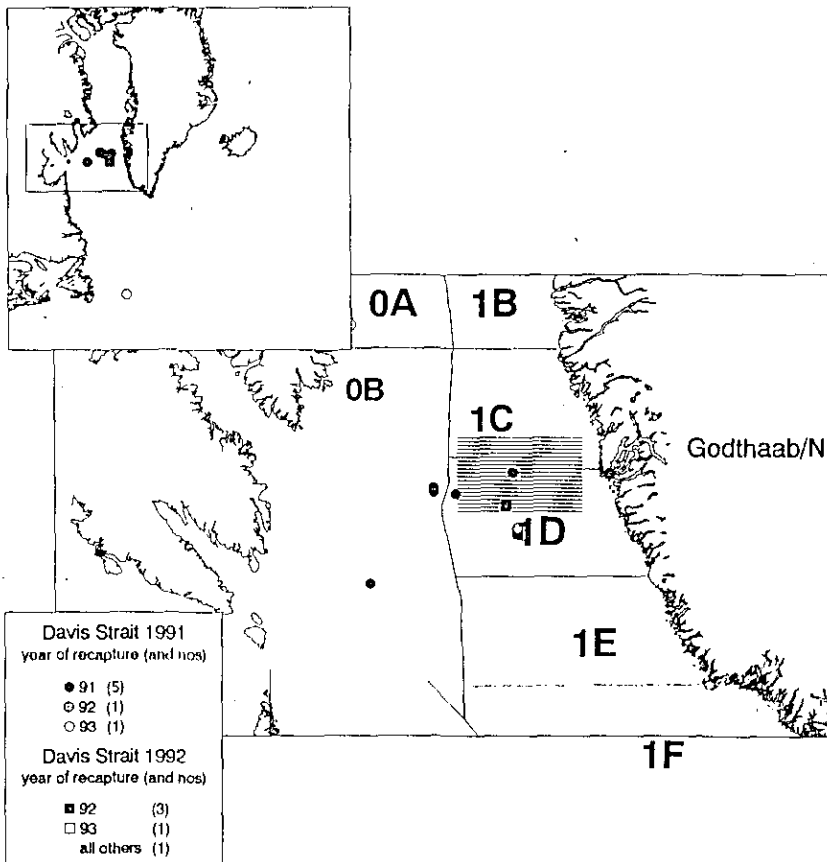 0A
1B
0B
1C
Godthaab/N
1D
1E
1F
Davis Strait 1991
year of recapture (and nos)
91 (5)
92 (1)
93 (1)
Davis Strait 1992
year of recapture (and nos)
92 (3)
93 (1)
all others (1)